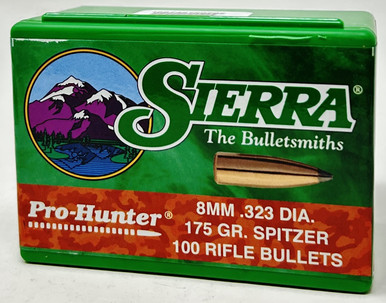 SIERRA®
The Bulletsmiths
Pro-Hunter®
8MM .323 DIA.
175 GR. SPITZER
100 RIFLE BULLETS